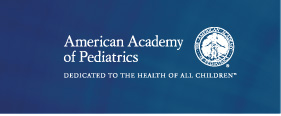 American Academy
of Pediatrics
DEDICATED TO THE HEALTH OF ALL CHILDREN™